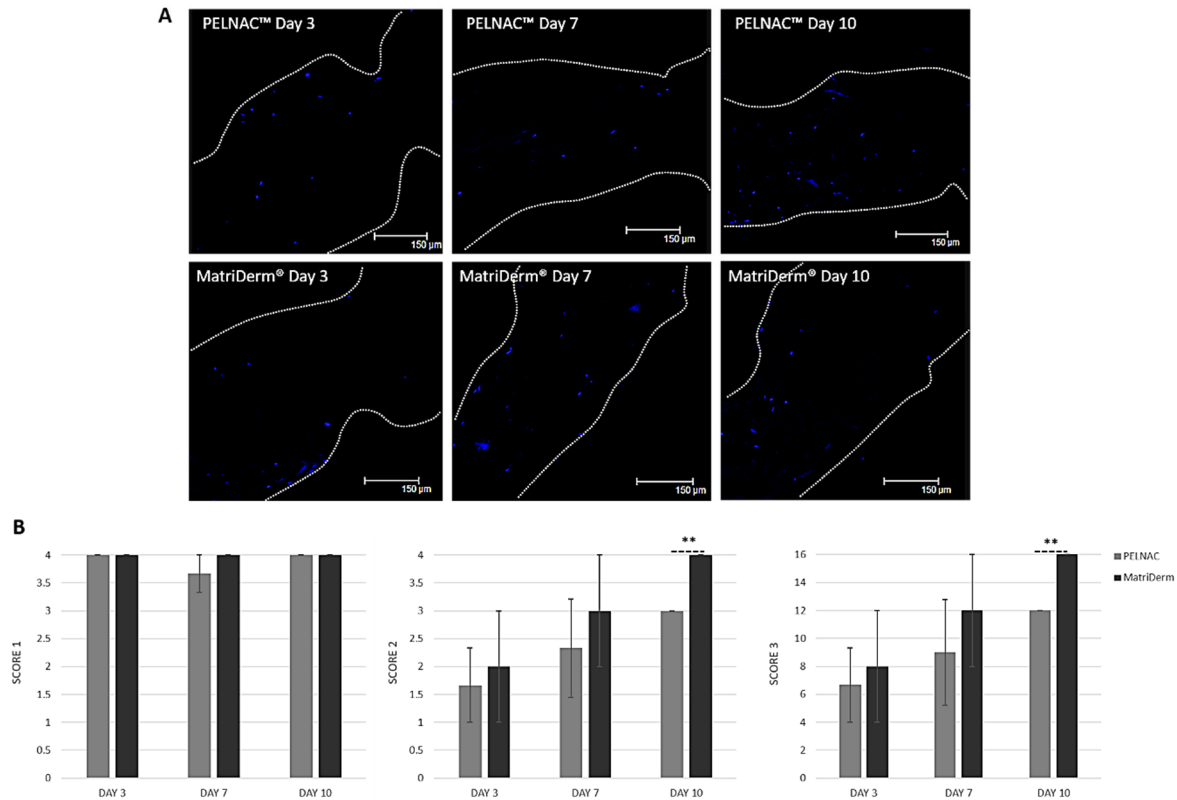 A
PELNAC™ Day 3
PELNAC™ Day 7
PELNAC™ Day 10
150 µm
150 µm
150 µm
MatriDerm® Day 3
MatriDerm® Day 7
MatriDerm® Day 10
150 µm
150 µm
150 µm
B
SCORE 1
4
3.5
3
2.5
2
1.5
1
0.5
0
DAY 3
DAY 7
DAY 10
SCORE 2
4
3.5
3
2.5
2
1.5
1
0.5
0
**
DAY 3
DAY 7
DAY 10
SCORE 3
16
14
12
10
8
6
4
2
0
**
DAY 3
DAY 7
DAY 10
PELNAC
MatriDerm